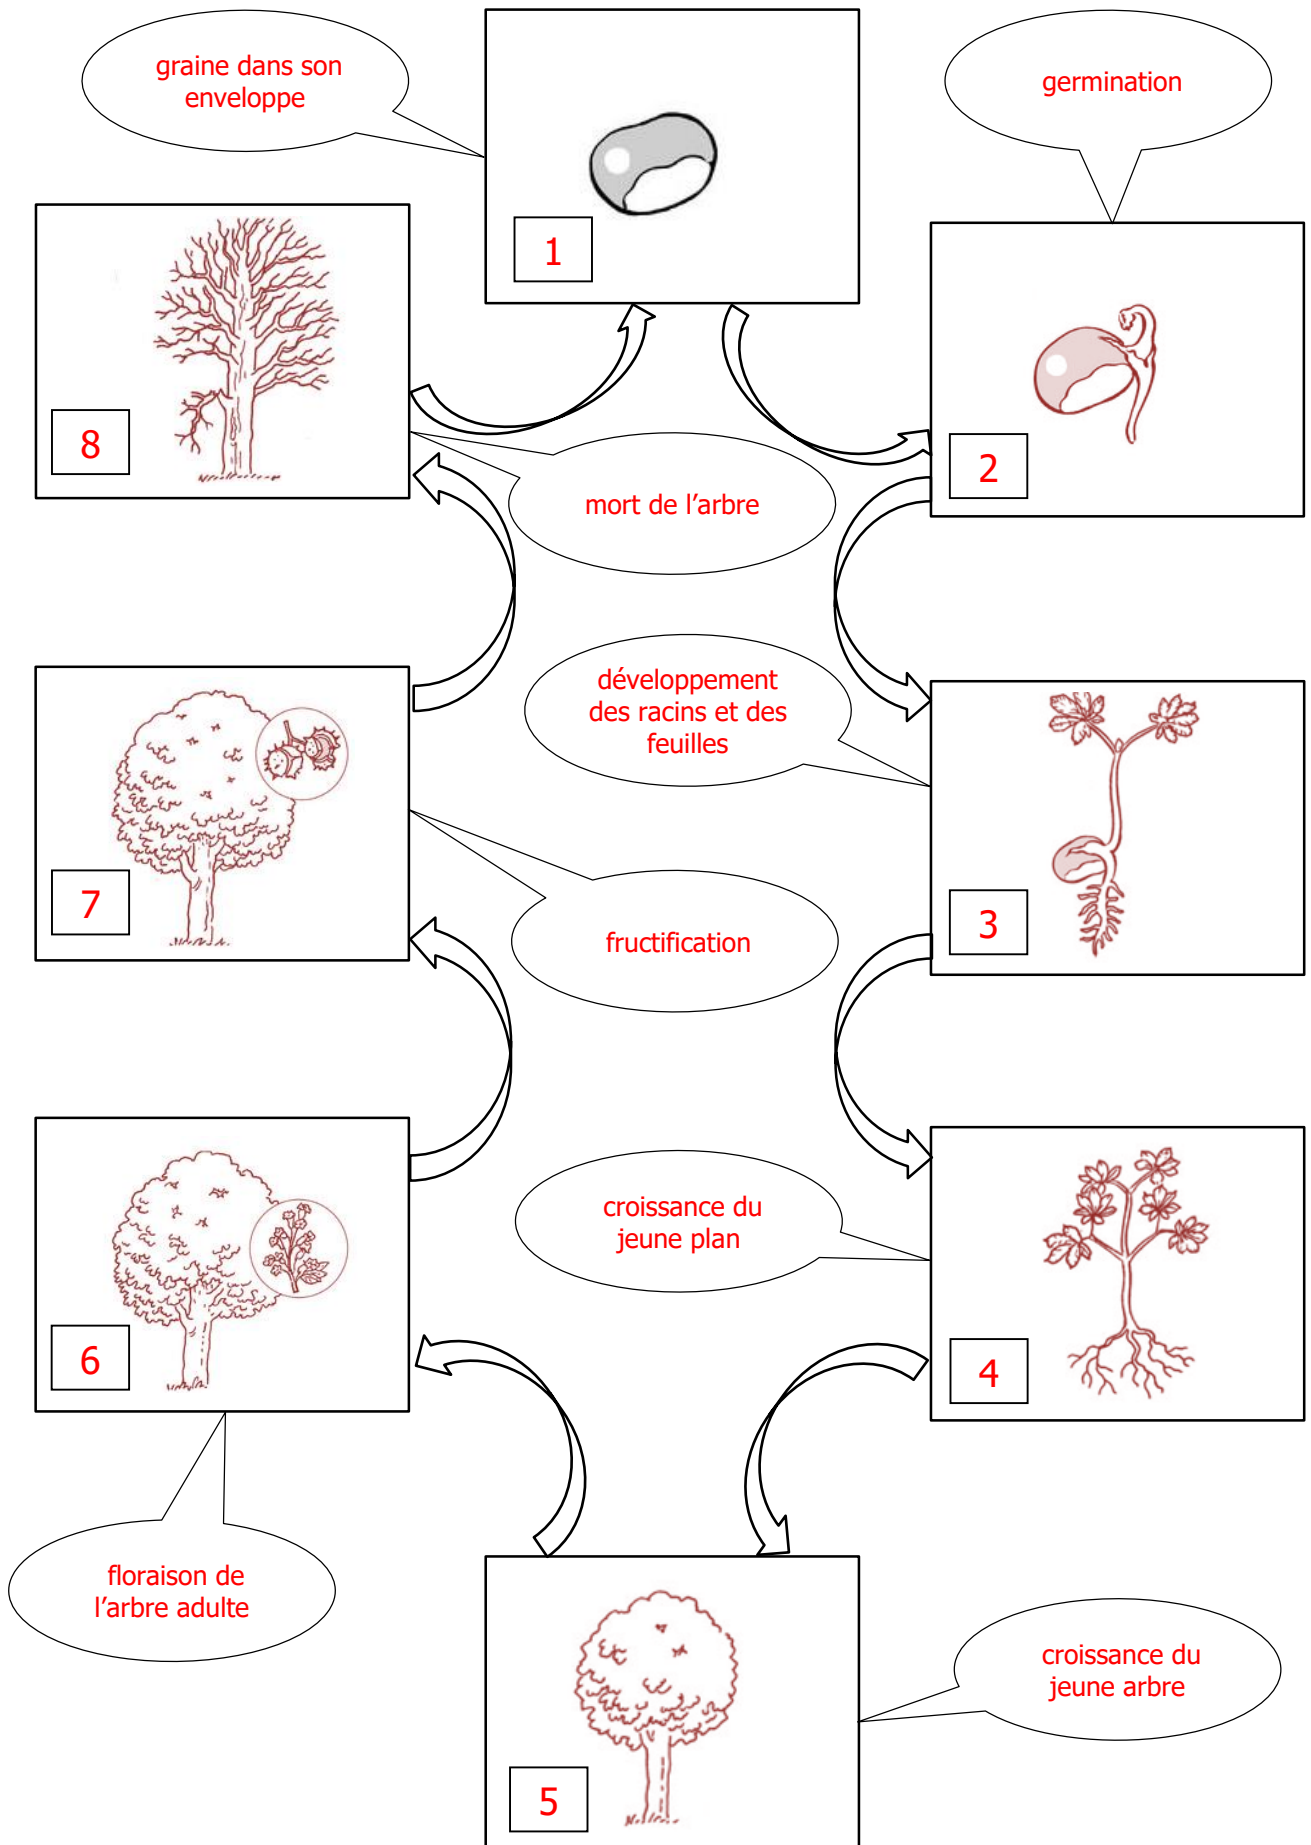 graine dans son
enveloppe
1
germination
8
2
mort de l’arbre
développement
des racins et des
feuilles
7
3
fructification
6
croissance du
jeune plan
4
floraison de
l’arbre adulte
5
croissance du
jeune arbre